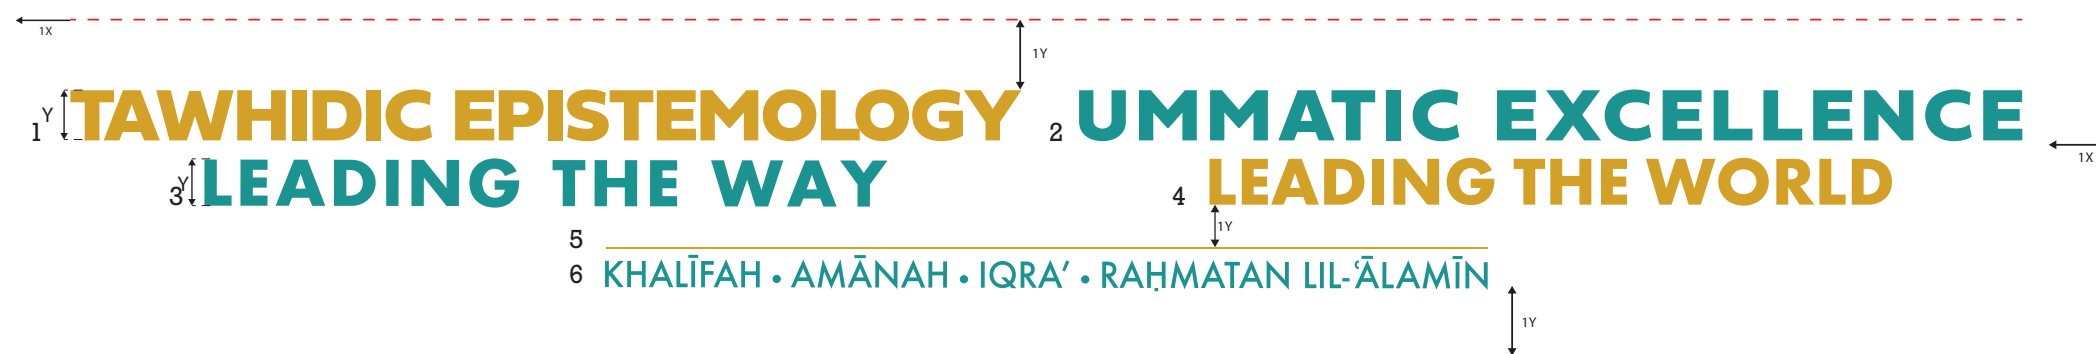 1X
1Y
Y
1 TAWHIDIC EPISTEMOLOGY 2 UMMATIC EXCELLENCE
1X
Y
3 LEADING THE WAY 4 LEADING THE WORLD
1Y
5
6 KHALĪFAH • AMĀNAH • IQRA’ • RAḤMATAN LIL-ʿĀLAMĪN
1Y